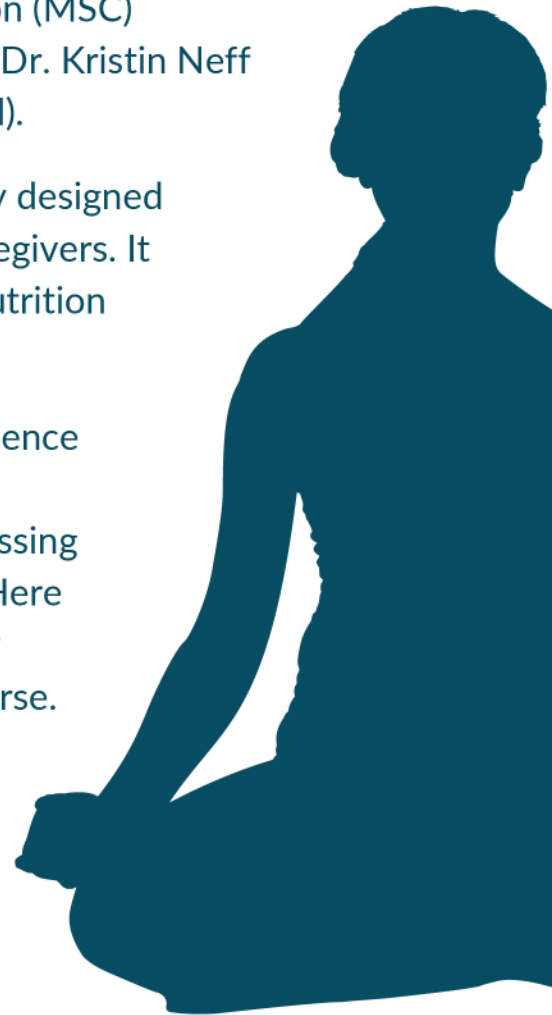 on (MSC)
Dr. Kristin Neff
l).
y designed
egivers. It
utrition
ence
ssing
Here
rse.